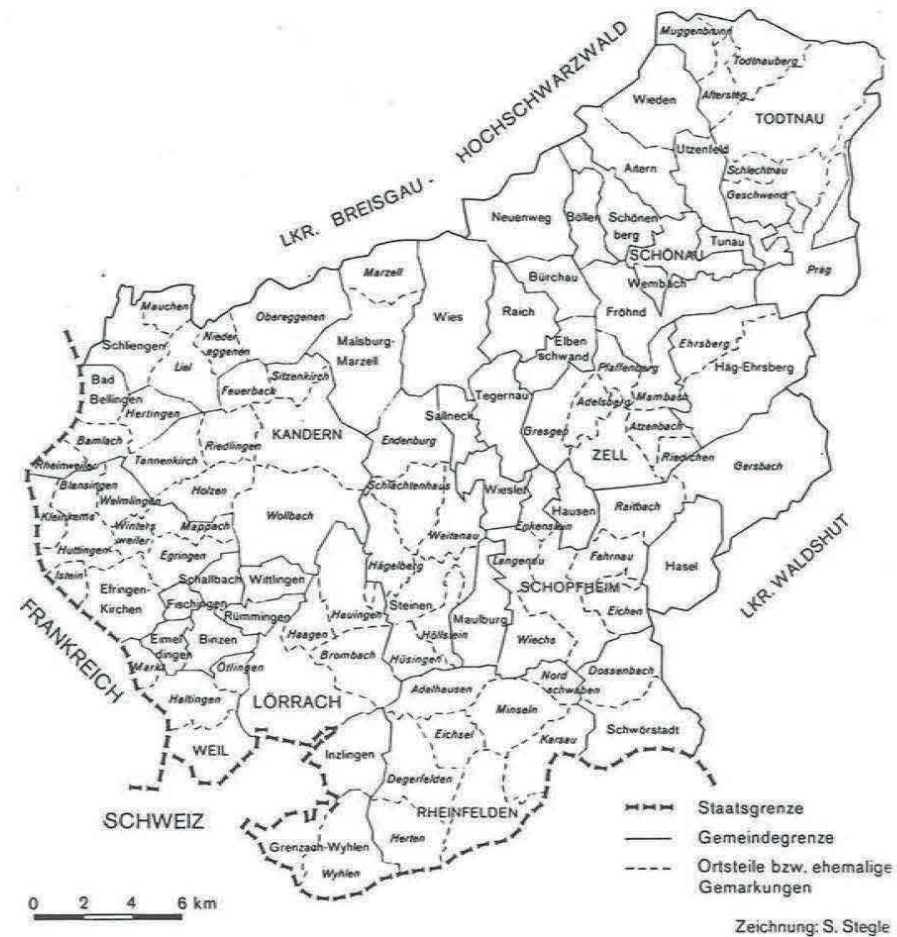 Muggenbrunn
Todtnauberg
LKR. BREISGAU - HOCHSCHWARZWALD
Aftersteg
Wieden
TODTNAU
Utzenfeld
Aitern
Schlechtnau
Geschwend
Neuenweg
Böllen
Schönen
berg
Tunau
SCHÖNAU
Prag
Marzell
Bürchau
Wembach
Mauchen
Obereggenen
Wies
Raich
Fröhnd
Schliengen
Nieder
eggenen
Malsburg-
Marzell
Elben
schwand
Ehrsberg
Häg-Ehrsberg
Liel
Sitzenkirch
Pfaffenberg
Bad
Bellingen
Feuerbach
Tegernau
Mambach
Hertingen
Sallneck
Adelsberg
Bamlach
Riedlingen
KANDERN
Endenburg
Gresgen
Atzenbach
Rheinweiler
Tannenkirch
ZELL
Riedichen
Gersbach
Blansingen
Welmlingen
Holzen
Schlächtenhaus
Wiesler
Hausen
Raitbach
Kleinkems
Winters
weiler
Mappach
Wollbach
Weitenau
Enkenstein
Huttingen
Egringen
Hägelberg
Langenau
Fahrnau
Hasel
Istein
Efringen-
Kirchen
Schallbach
Wittlingen
SCHOPFHEIM
LKR. WALDSHUT
Fischingen
Rümmingen
Hauingen
Steinen
Maulburg
Eichen
FRANKREICH
Eimel
dingen
Binzen
Haagen
Höllstein
Wiechs
Märkt
Ötlingen
Brombach
Hüsingen
Nord
schwaben
Dossenbach
Haltingen
LÖRRACH
Adelhausen
Minseln
WEIL
Inzlingen
Eichsel
Karsau
Schwörstadt
Degerfelden
SCHWEIZ
RHEINFELDEN
Grenzach-Wyhlen
Herten
Wyhlen
Staatsgrenze
Gemeindegrenze
Ortsteile bzw. ehemalige
Gemarkungen
0 2 4 6 km
Zeichnung: S. Stegle